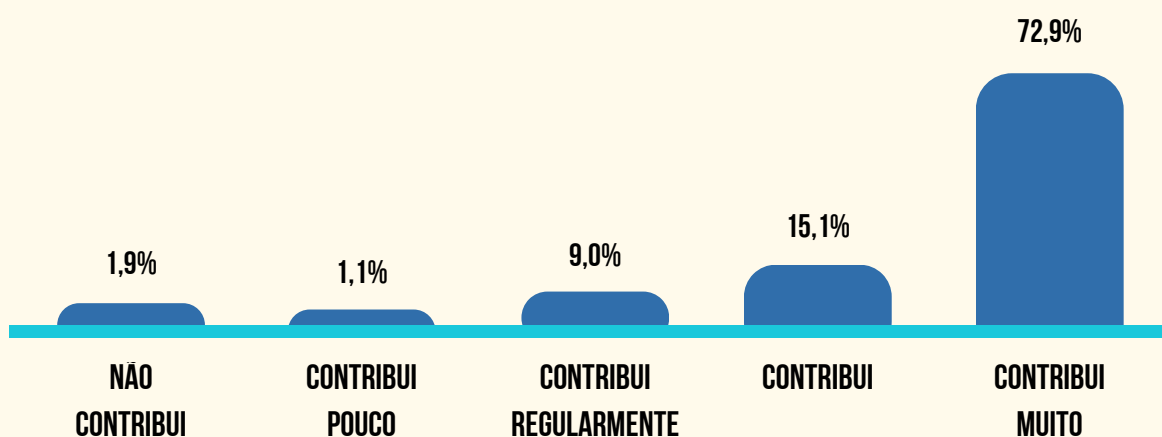 72,9%
15,1%
9,0%
1,9%
1,1%
NÃO
CONTRIBUI
CONTRIBUI
POUCO
CONTRIBUI
REGULARMENTE
CONTRIBUI
CONTRIBUI
MUITO